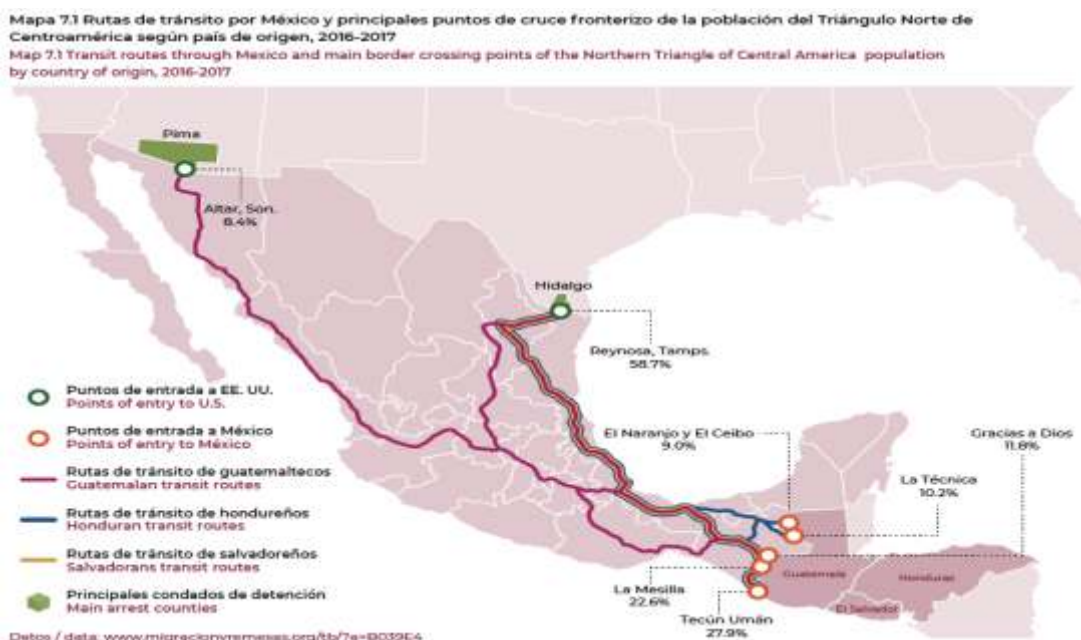 Mapa 7.1 Rutas de tránsito por México y principales puntos de cruce fronterizo de la población del Triángulo Norte de
Centroamérica según país de origen, 2016-2017
Map 7.1 Transit routes through Mexico and main border crossing points of the Northern Triangle of Central America population
by country of origin, 2016-2017
Pima
Altar, Son.
8.4%
Hidalgo
Reynosa, Tamps.
58.7%
Puntos de entrada a EE. UU.
Points of entry to U.S.
Puntos de entrada a México
Points of entry to México
Rutas de tránsito de guatemaltecos
Guatemalan transit routes
Rutas de tránsito de hondureños
Honduran transit routes
Rutas de tránsito de salvadoreños
Salvadorans transit routes
Principales condados de detención
Main arrest counties
El Naranjo y El Ceibo
9.0%
Gracias a Dios
11.8%
La Técnica
10.2%
Guatemala
Honduras
El Salvador
La Mesilla
22.6%
Tecún Umán
27.9%
Datos / data: www.migracionyremesas.org/tb/?a=B039E4